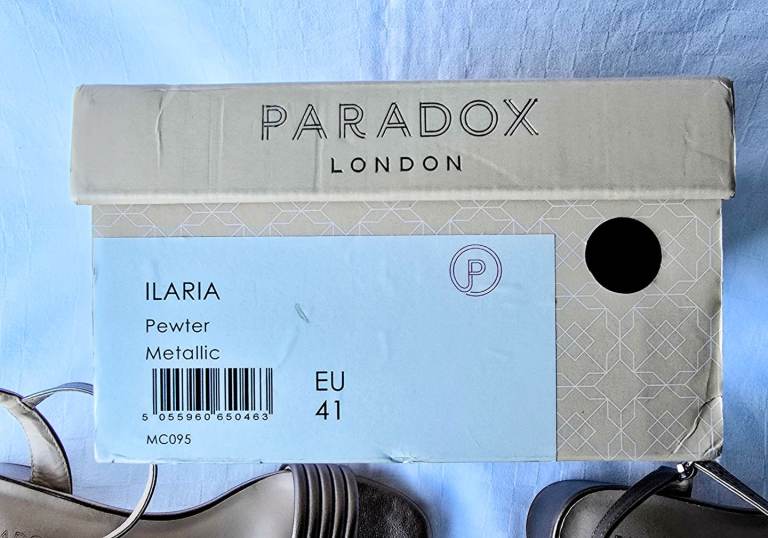 PARADOX
LONDON
P
ILARIA
Pewter
Metallic
EU
41
5 055960 650463
MC095